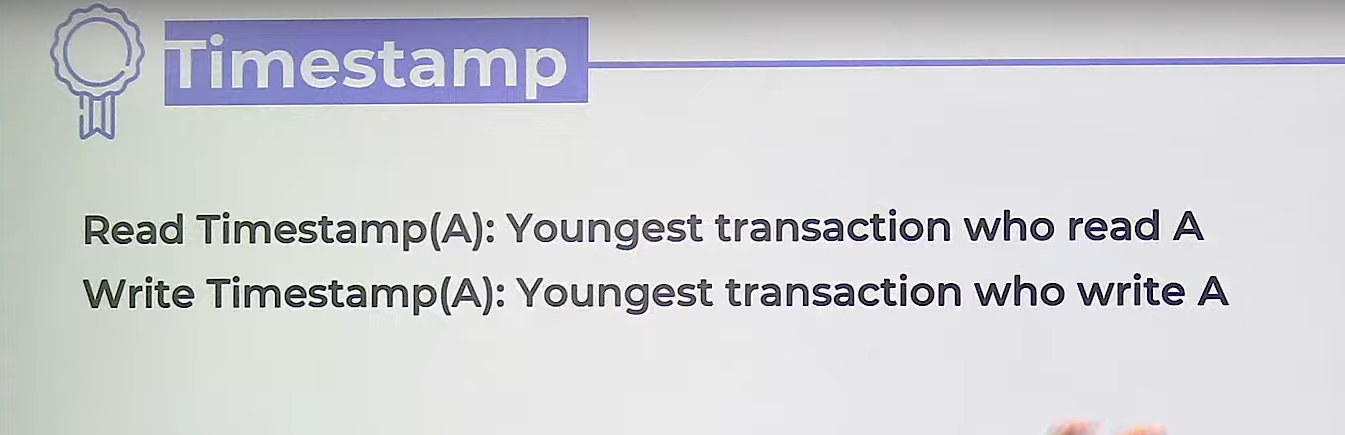 Timestamp
Read Timestamp(A): Youngest transaction who read A
Write Timestamp(A): Youngest transaction who write A